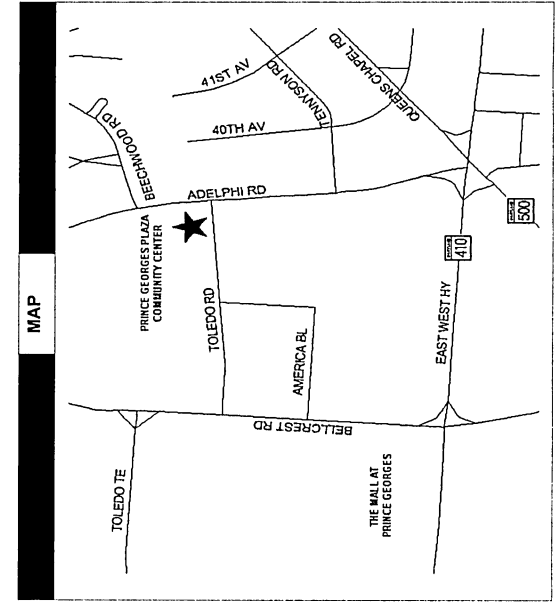 MAP
BEECHWOOD RD
41ST AV
TENNYSON RD
QUEENS CHAPEL RD
40TH AV
ADELPHI RD
PRINCE GEORGES PLAZA
COMMUNITY CENTER
TOLEDO RD
AMERICA BL
EAST WEST HY
410
500
BELLCREST RD
TOLEDO TE
THE MALL AT
PRINCE GEORGES